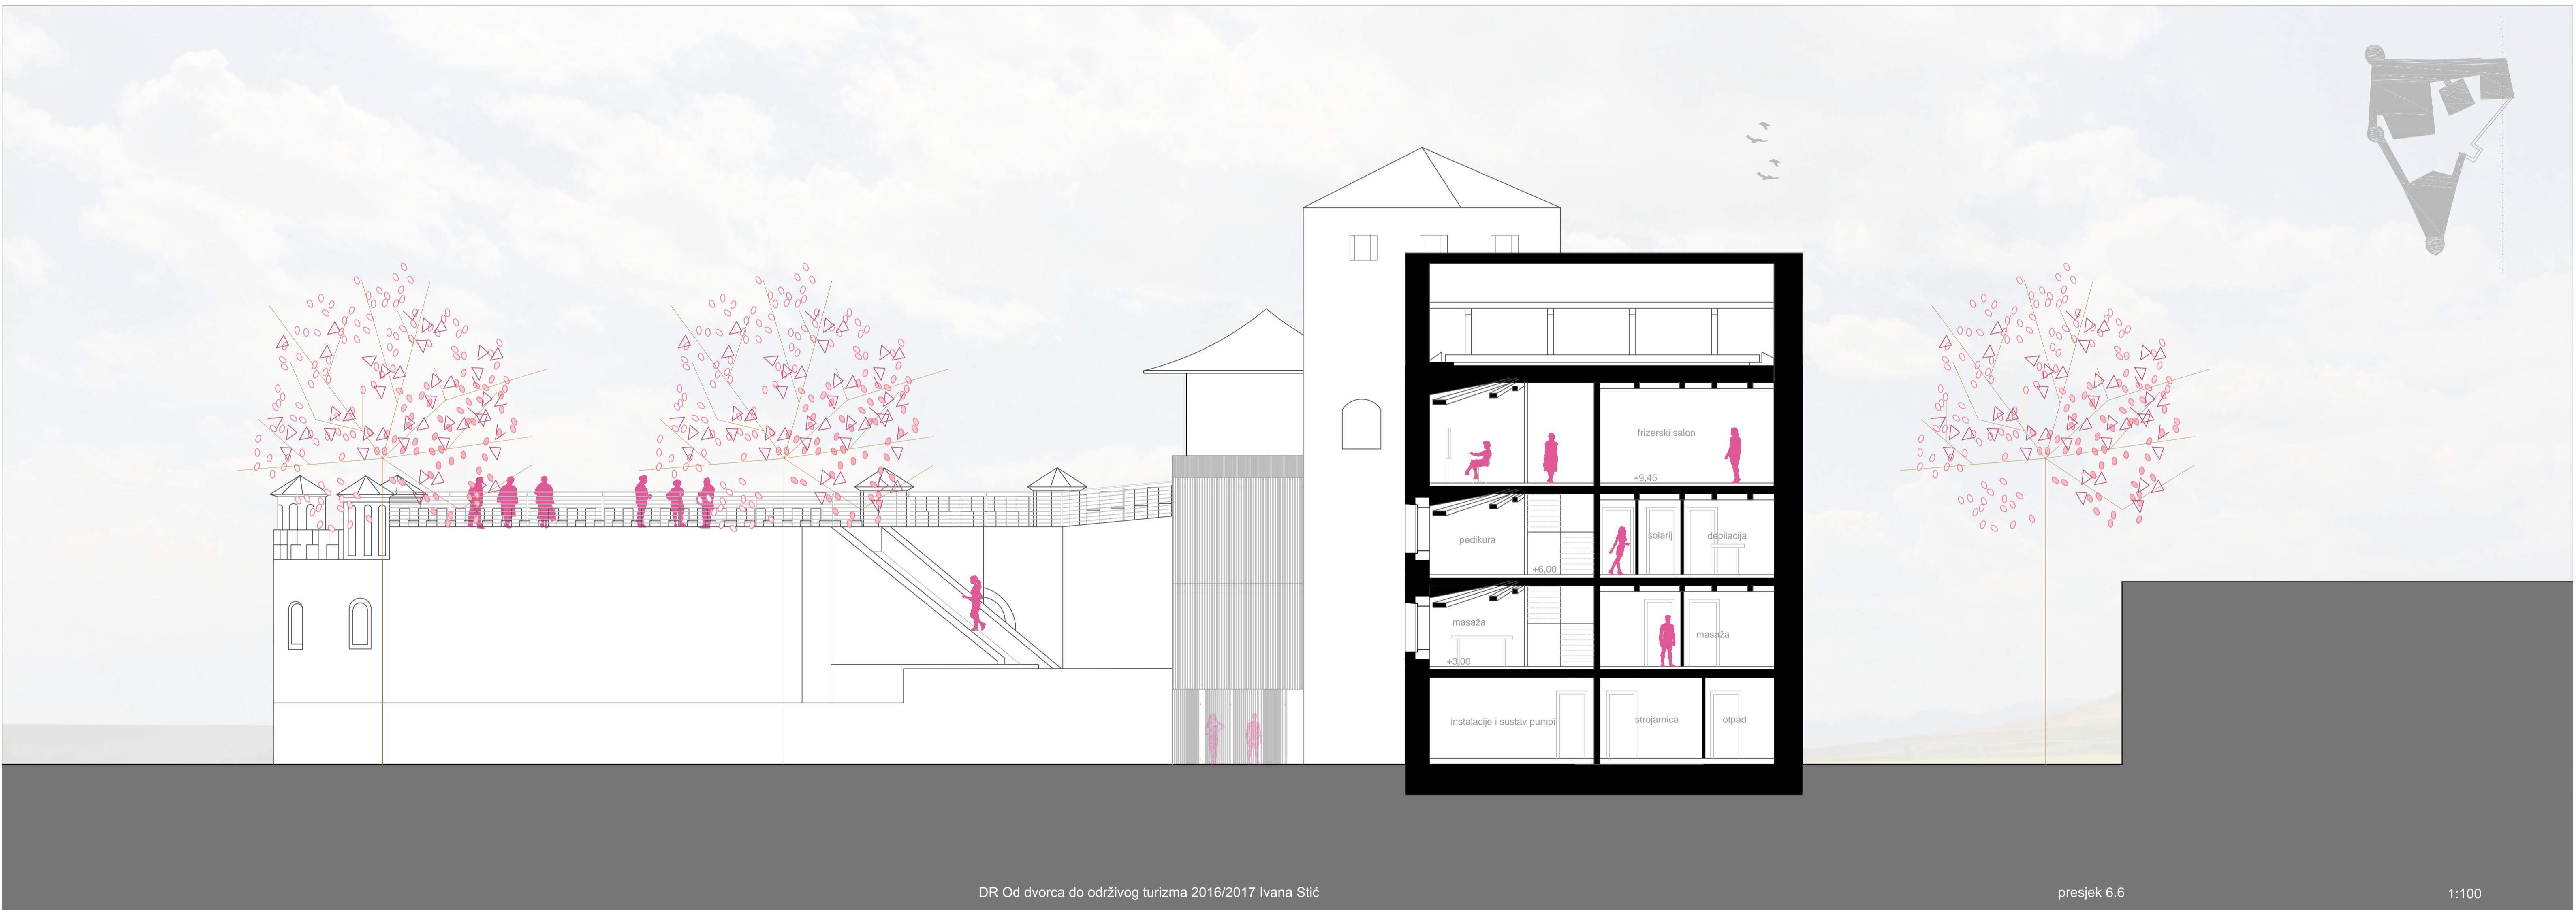 frizerski salon
+9,45
pedikura
solarij
depilacija
+6,00
masaža
masaža
+3,00
instalacije i sustav pumpi
strojarnica
otpad
DR Od dvorca do održivog turizma 2016/2017 Ivana Stić
presjek 6.6
1:100